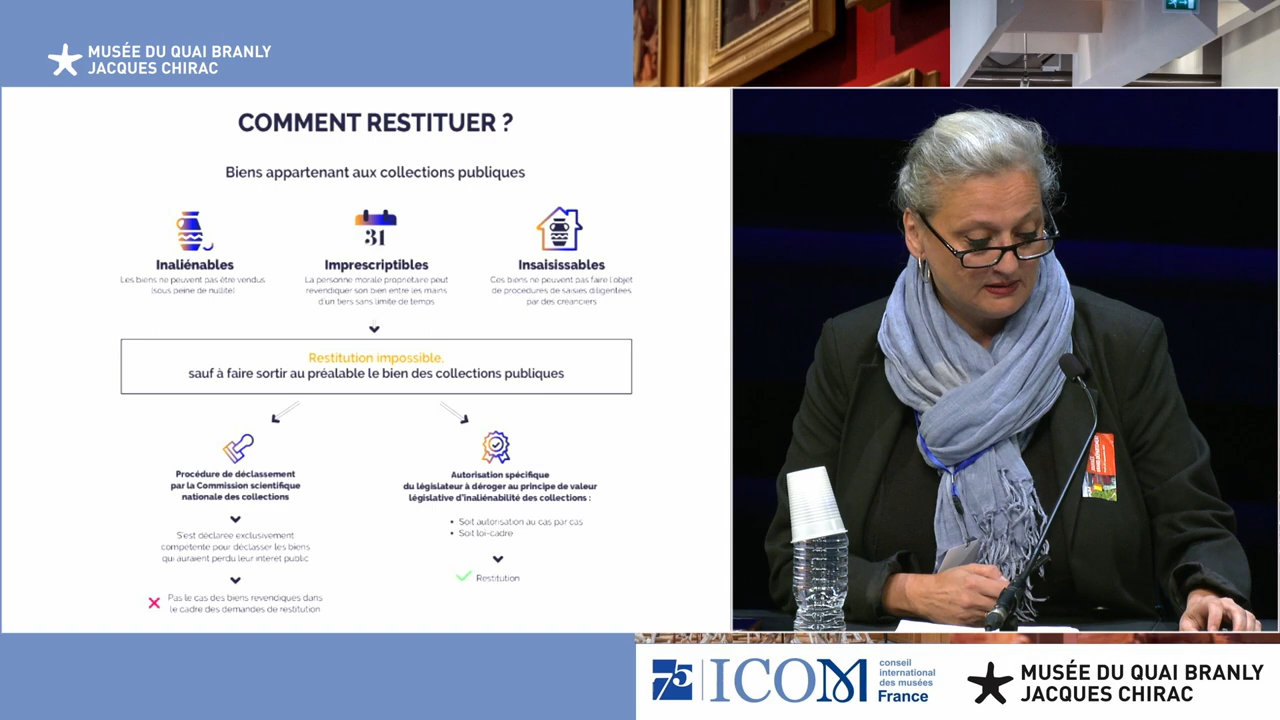 MUSÉE DU QUAI BRANLY
JACQUES CHIRAC
COMMENT RESTITUER ?
Biens appartenant aux collections publiques
31
Inaliénables
Les biens ne peuvent pas être vendus
(sous peine de nullité)
Imprescriptibles
La personne morale propriétaire peut
revendiquer son bien entre les mains
d'un tiers sans limite de temps
Insaisissables
Ces biens ne peuvent pas faire l'objet
de procédures de saisies diligentées
par des créanciers
Restitution impossible,
sauf à faire sortir au préalable le bien des collections publiques
Procédure de déclassement
par la Commission scientifique
nationale des collections
S'est déclarée exclusivement
compétente pour déclasser les biens
qui auraient perdu leur intérêt public
Pas le cas des biens revendiqués dans
le cadre des demandes de restitution
Autorisation spécifique
du législateur à déroger au principe de valeur
législative d'inaliénabilité des collections :
• Soit autorisation au cas par cas
• Soit loi-cadre
Restitution
75
ICOM
conseil
international
des musées
France
MUSÉE DU QUAI BRANLY
JACQUES CHIRAC